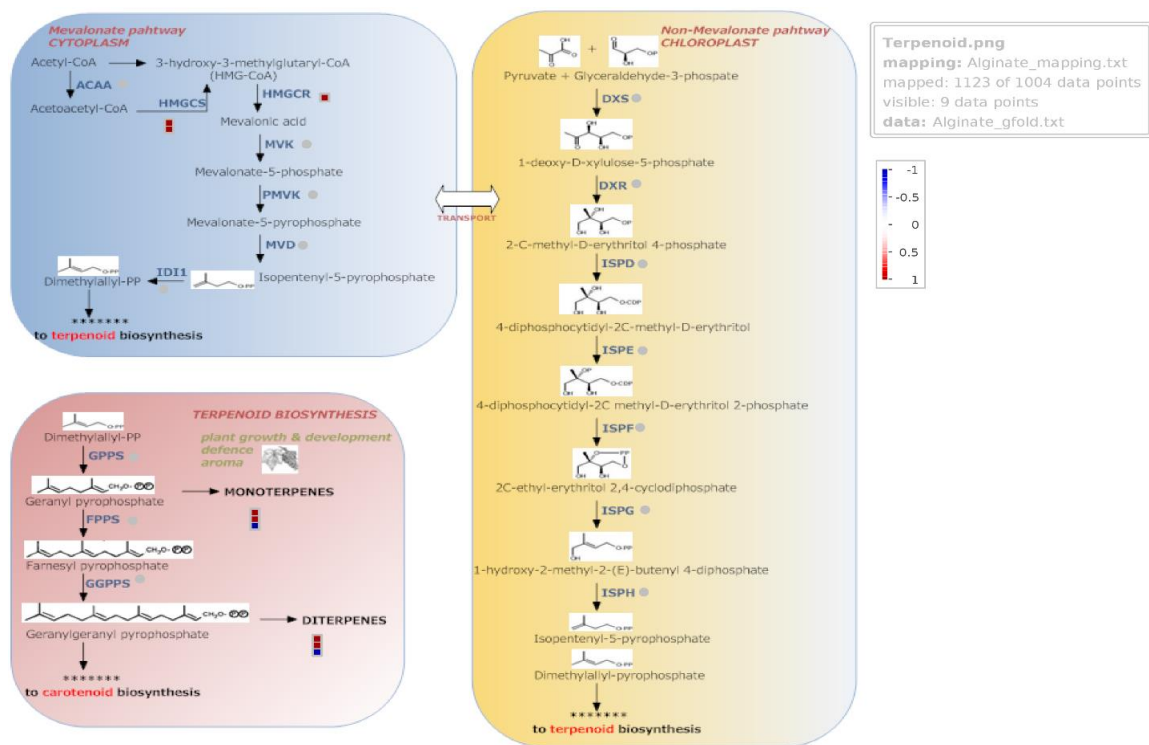 Mevalonate pahtway
CYTOPLASM
Acetyl-CoA
3-hydroxy-3-methylglutaryl-CoA
(HMG-CoA)
ACAA
HMGCS
HMGCR
Acetoacetyl-CoA
Mevalonic acid
MVK
Mevalonate-5-phosphate
PMVK
Mevalonate-5-pyrophosphate
MVD
IDI1
Isopentenyl-5-pyrophosphate
O-PP
O-PP
Dimethylallyl-PP
*******
to terpenoid biosynthesis
TRANSPORT
TERPENOID BIOSYNTHESIS
plant growth & development
defence
aroma
O-PP
Dimethylallyl-PP
GPPS
CH₂O- P P
Geranyl pyrophosphate
MONOTERPENES
FPPS
CH₂O- P P
Farnesyl pyrophosphate
GGPPS
CH₂O- P P
Geranylgeranyl pyrophosphate
DITERPENES
*******
to carotenoid biosynthesis
Non-Mevalonate pahtway
CHLOROPLAST
+
Pyruvate + Glyceraldehyde-3-phospate
DXS
1-deoxy-D-xylulose-5-phosphate
DXR
2-C-methyl-D-erythritol 4-phosphate
ISPD
4-diphosphocytidyl-2C-methyl-D-erythritol
ISPE
4-diphosphocytidyl-2C methyl-D-erythritol 2-phosphate
ISPF
2C-ethyl-erythritol 2,4-cyclodiphosphate
ISPG
1-hydroxy-2-methyl-2-(E)-butenyl 4-diphosphate
ISPH
Isopentenyl-5-pyrophosphate
Dimethylallyl-pyrophosphate
*******
to terpenoid biosynthesis
Terpenoid.png
mapping: Alginate_mapping.txt
mapped: 1123 of 1004 data points
visible: 9 data points
data: Alginate_gfold.txt
-1
-0.5
0
0.5
1